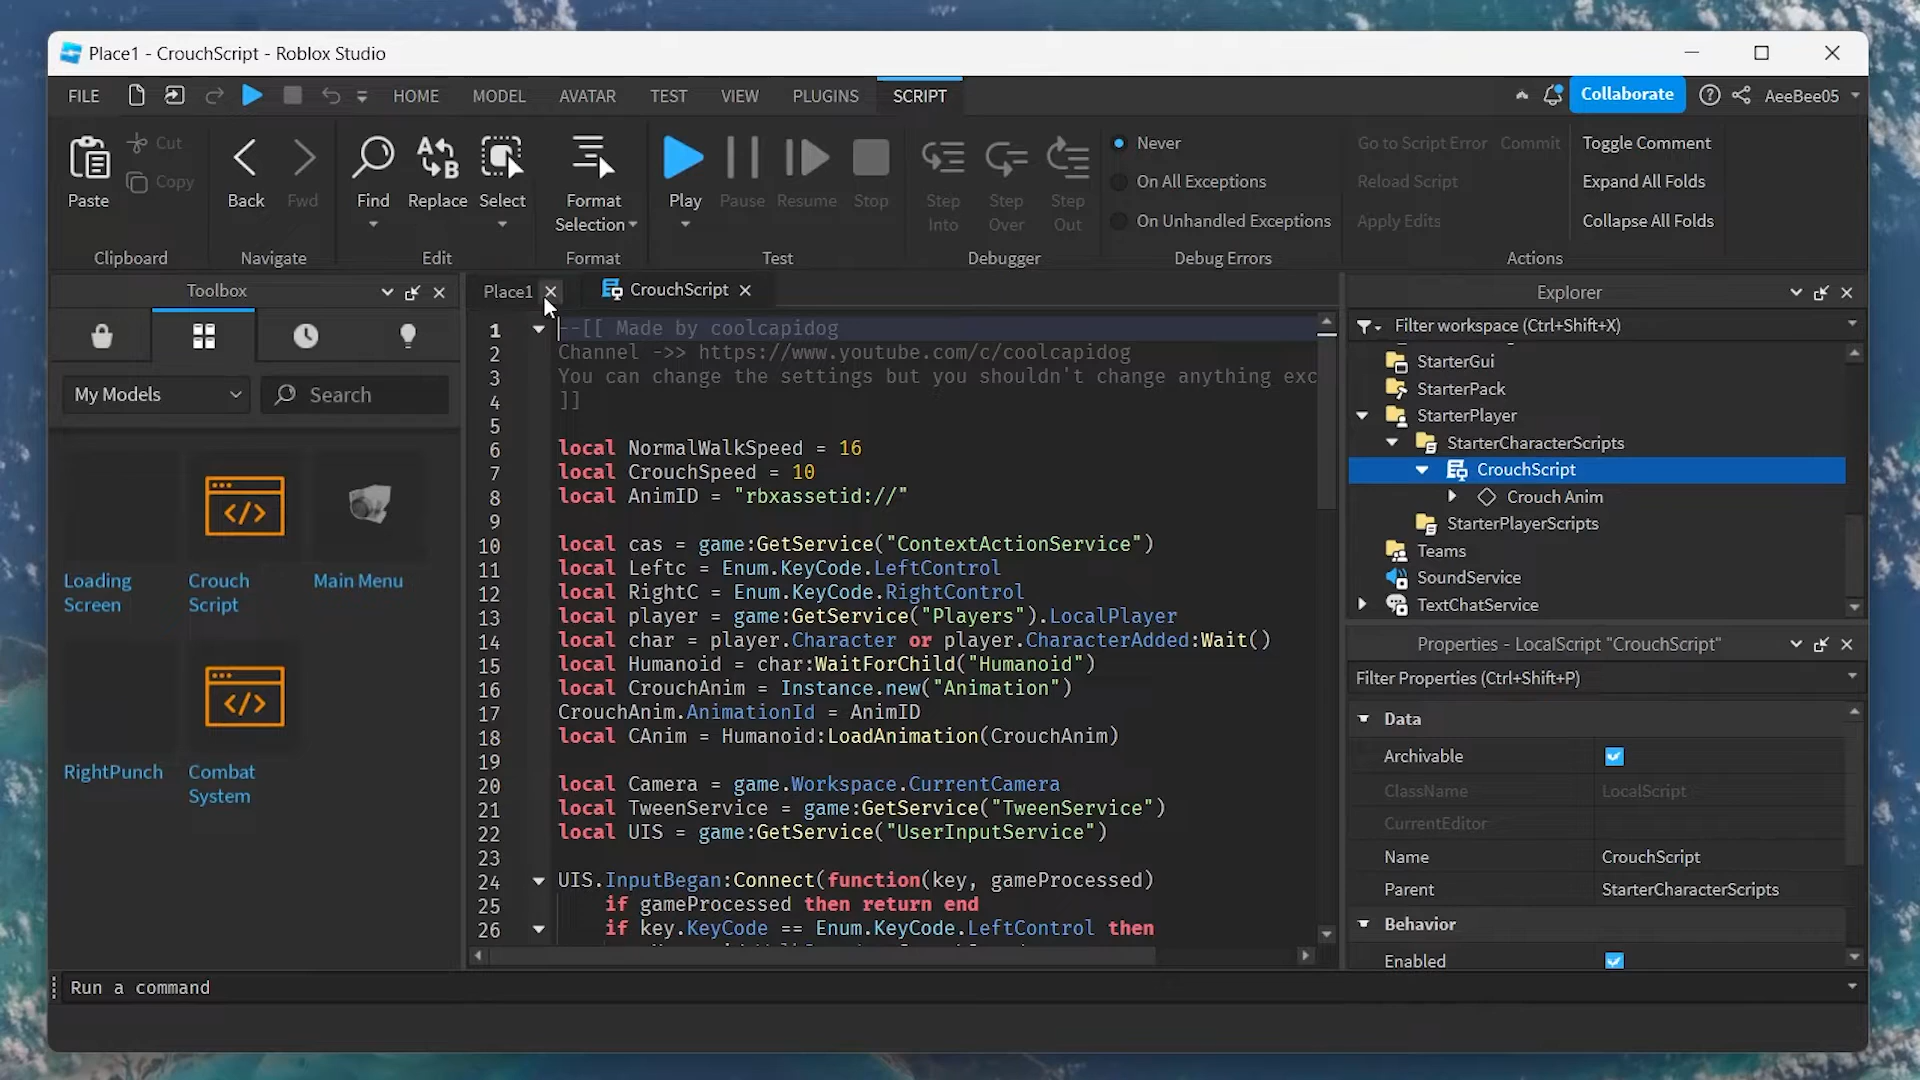 Place1 - CrouchScript - Roblox Studio
FILE
HOME
MODEL
AVATAR
TEST
VIEW
PLUGINS
SCRIPT
Collaborate
AeeBee05
Paste
Cut
Copy
Clipboard
Back
Fwd
Navigate
Find
Replace
Select
Edit
Format
Selection
Format
Play
Pause
Resume
Stop
Test
Step
Into
Step
Over
Step
Out
Debugger
Never
On All Exceptions
On Unhandled Exceptions
Debug Errors
Go to Script Error
Commit
Reload Script
Apply Edits
Toggle Comment
Expand All Folds
Collapse All Folds
Actions
Toolbox
My Models
Search
Loading
Screen
Crouch
Script
Main Menu
RightPunch
Combat
System
Place1
CrouchScript
1 --[[ Made by coolcapidog
2 Channel ->> https://www.youtube.com/c/coolcapidog
3 You can change the settings but you shouldn't change anything exc
4 ]]
5
6 local NormalWalkSpeed = 16
7 local CrouchSpeed = 10
8 local AnimID = "rbxassetid://"
9
10 local cas = game:GetService("ContextActionService")
11 local Leftc = Enum.KeyCode.LeftControl
12 local RightC = Enum.KeyCode.RightControl
13 local player = game:GetService("Players").LocalPlayer
14 local char = player.Character or player.CharacterAdded:Wait()
15 local Humanoid = char:WaitForChild("Humanoid")
16 local CrouchAnim = Instance.new("Animation")
17 CrouchAnim.AnimationId = AnimID
18 local CAnim = Humanoid:LoadAnimation(CrouchAnim)
19
20 local Camera = game.Workspace.CurrentCamera
21 local TweenService = game:GetService("TweenService")
22 local UIS = game:GetService("UserInputService")
23
24 UIS.InputBegan:Connect(function(key, gameProcessed)
25 if gameProcessed then return end
26 if key.KeyCode == Enum.KeyCode.LeftControl then
Explorer
Filter workspace (Ctrl+Shift+X)
StarterGui
StarterPack
StarterPlayer
StarterCharacterScripts
CrouchScript
Crouch Anim
StarterPlayerScripts
Teams
SoundService
TextChatService
Properties - LocalScript "CrouchScript"
Filter Properties (Ctrl+Shift+P)
Data
Archivable
ClassName LocalScript
CurrentEditor
Name CrouchScript
Parent StarterCharacterScripts
Behavior
Enabled
Run a command